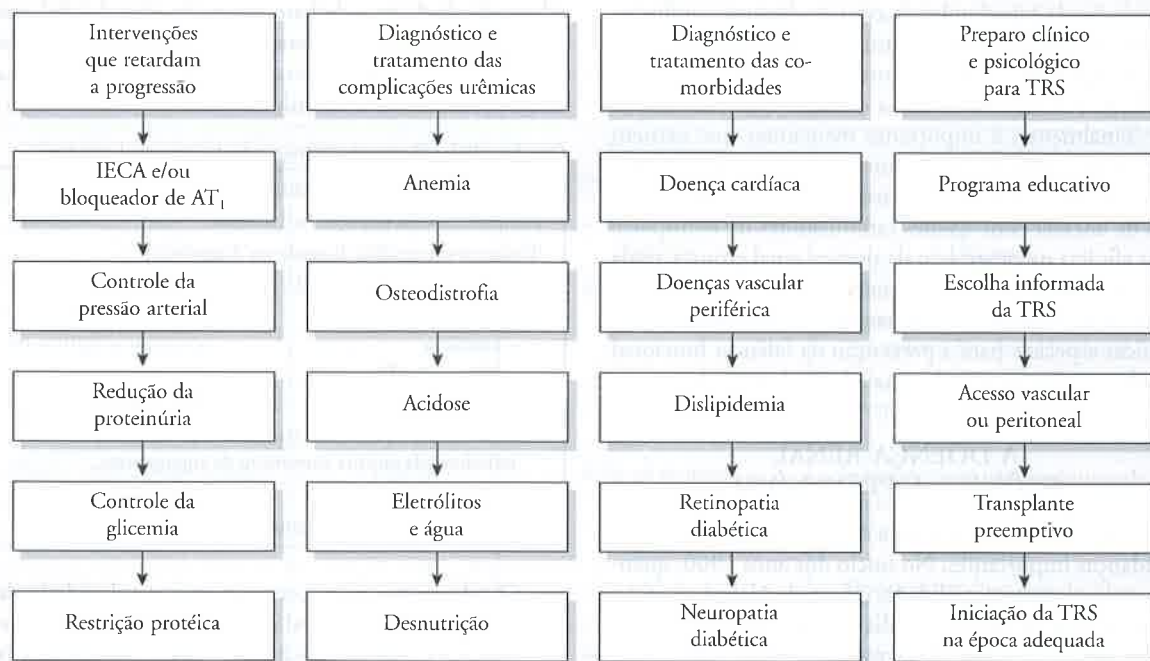 Intervenções
que retardam
a progressão
IECA e/ou
bloqueador de AT₁
Controle da
pressão arterial
Redução da
proteinúria
Controle da
glicemia
Restrição protéica
Diagnóstico e
tratamento das
complicações urêmicas
Anemia
Osteodistrofia
Acidose
Eletrólitos
e água
Desnutrição
Diagnóstico e
tratamento das co-
morbidades
Doença cardíaca
Doenças vascular
periférica
Dislipidemia
Retinopatia
diabética
Neuropatia
diabética
Preparo clínico
e psicológico
para TRS
Programa educativo
Escolha informada
da TRS
Acesso vascular
ou peritoneal
Transplante
preemptivo
Iniciação da TRS
na época adequada